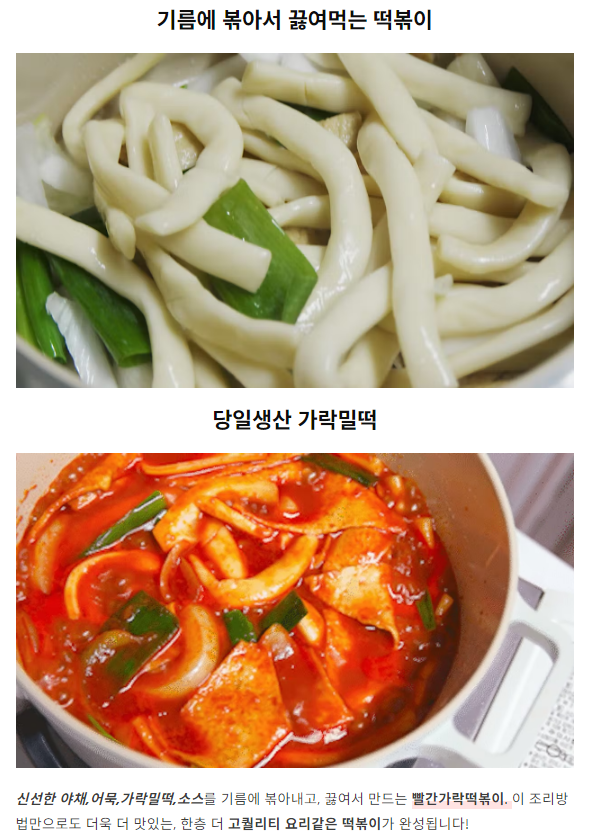 기름에 볶아서 끓여먹는 떡볶이
당일생산 가락밀떡
신선한 야채,어묵,가락밀떡,소스를 기름에 볶아내고, 끓여서 만드는 빨간가락떡볶이. 이 조리방
법만으로도 더욱 더 맛있는, 한층 더 고퀄리티 요리같은 떡볶이가 완성됩니다!